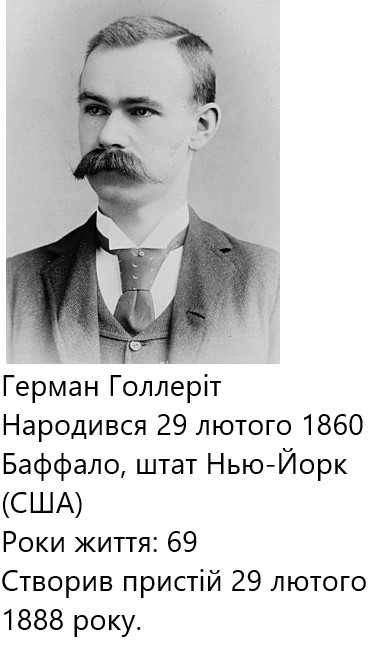 Герман Голлеріт
Народився 29 лютого 1860
Баффало, штат Нью-Йорк
(США)
Роки життя: 69
Створив пристій 29 лютого
1888 року.